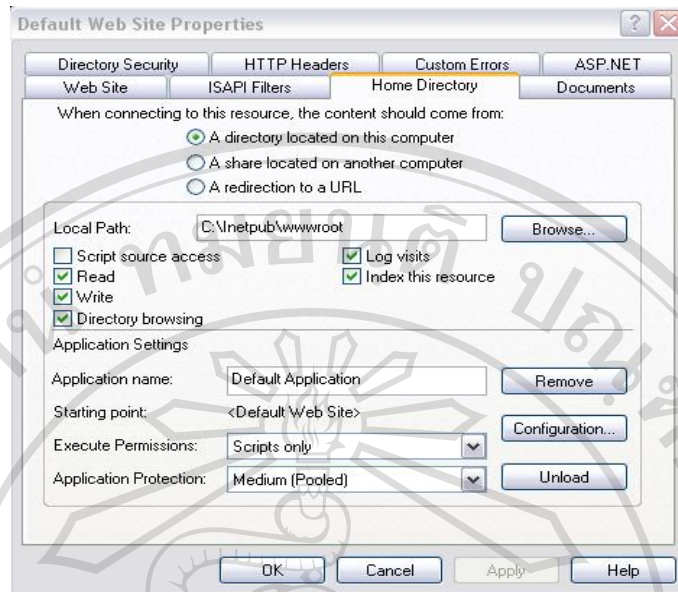 Default Web Site Properties
Directory Security HTTP Headers Custom Errors ASP.NET
Web Site ISAPI Filters Home Directory Documents
When connecting to this resource, the content should come from:
A directory located on this computer
A share located on another computer
A redirection to a URL
Local Path: C:\Inetpub\wwwroot Browse...
Script source access Log visits
Read Index this resource
Write
Directory browsing
Application Settings
Application name: Default Application Remove
Starting point: <Default Web Site> Configuration...
Execute Permissions: Scripts only
Application Protection: Medium (Pooled) Unload
OK Cancel Apply Help